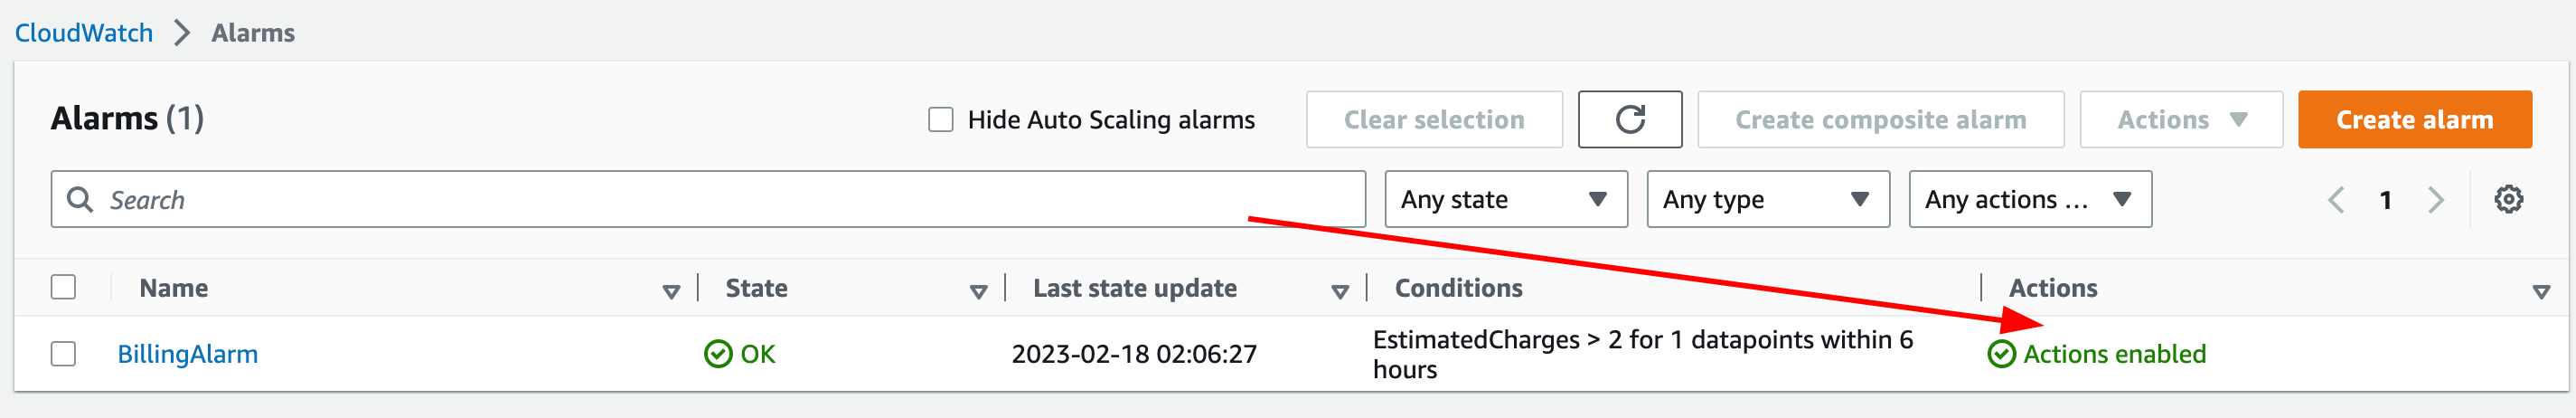 CloudWatch > Alarms
Alarms (1)
Hide Auto Scaling alarms
Clear selection
Create composite alarm
Actions
Create alarm
Search
Any state
Any type
Any actions ...
1
Name
State
Last state update
Conditions
Actions
BillingAlarm
OK
2023-02-18 02:06:27
EstimatedCharges > 2 for 1 datapoints within 6
hours
Actions enabled